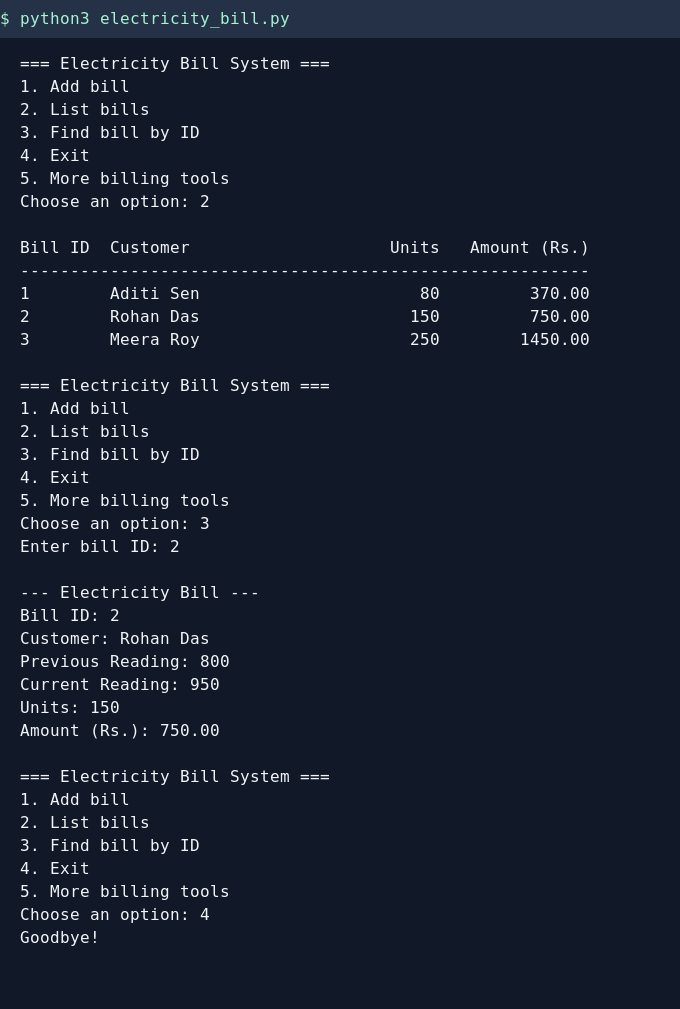 $ python3 electricity_bill.py
=== Electricity Bill System ===
1. Add bill
2. List bills
3. Find bill by ID
4. Exit
5. More billing tools
Choose an option: 2
Bill ID  Customer                    Units   Amount (Rs.)
---------------------------------------------------------
1        Aditi Sen                      80         370.00
2        Rohan Das                     150         750.00
3        Meera Roy                     250        1450.00
=== Electricity Bill System ===
1. Add bill
2. List bills
3. Find bill by ID
4. Exit
5. More billing tools
Choose an option: 3
Enter bill ID: 2
--- Electricity Bill ---
Bill ID: 2
Customer: Rohan Das
Previous Reading: 800
Current Reading: 950
Units: 150
Amount (Rs.): 750.00
=== Electricity Bill System ===
1. Add bill
2. List bills
3. Find bill by ID
4. Exit
5. More billing tools
Choose an option: 4
Goodbye!